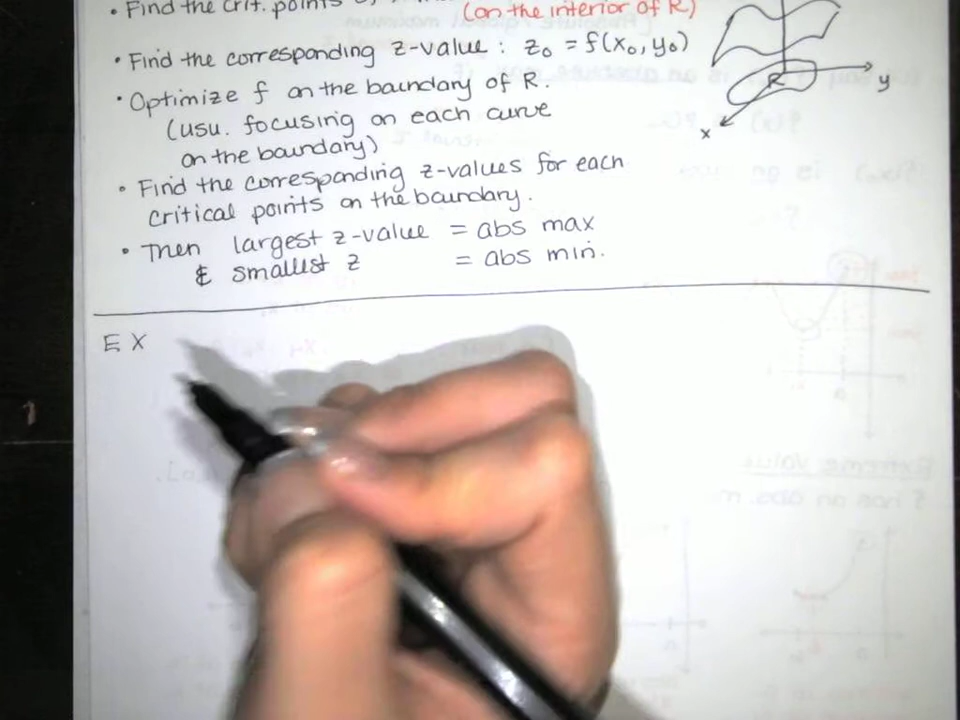 • Find the crit. points
(on the interior of R)
• Find the corresponding z-value : z₀ = f(x₀, y₀)
• Optimize f on the boundary of R.
(usu. focusing on each curve
on the boundary)
• Find the corresponding z-values for each
critical points on the boundary.
• Then largest z-value = abs max
& smallest z = abs min.
R
y
x
EX